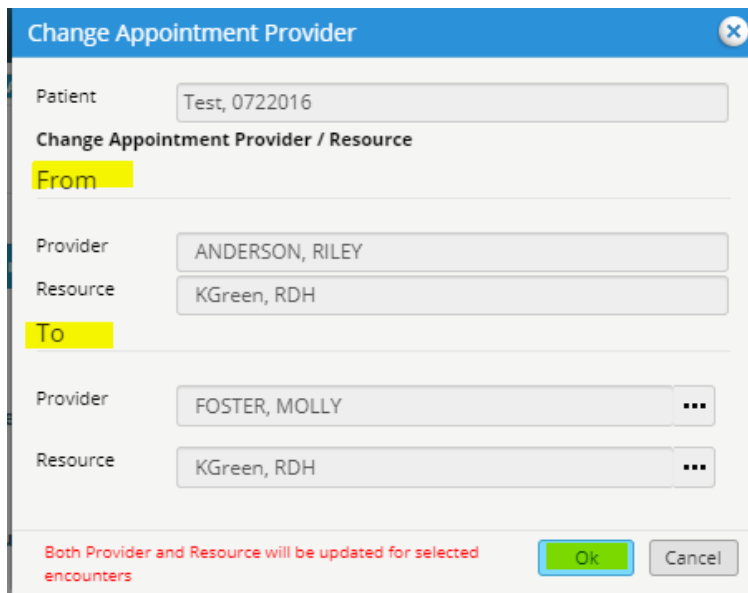 Change Appointment Provider
Patient Test, 0722016
Change Appointment Provider / Resource
From
Provider ANDERSON, RILEY
Resource KGreen, RDH
To
Provider FOSTER, MOLLY ...
Resource KGreen, RDH ...
Both Provider and Resource will be updated for selected
encounters
Ok Cancel